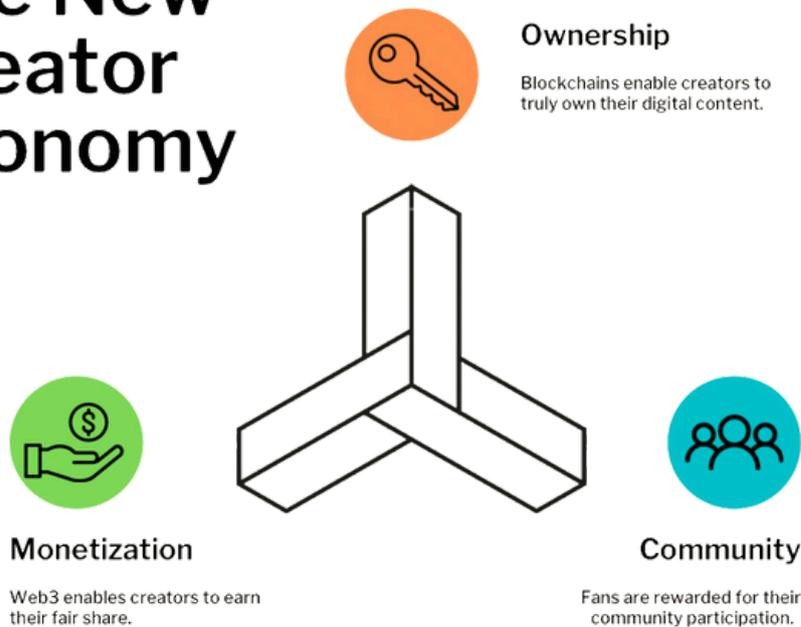 e New
eator
onomy
Ownership
Blockchains enable creators to
truly own their digital content.
$
Monetization
Web3 enables creators to earn
their fair share.
Community
Fans are rewarded for their
community participation.